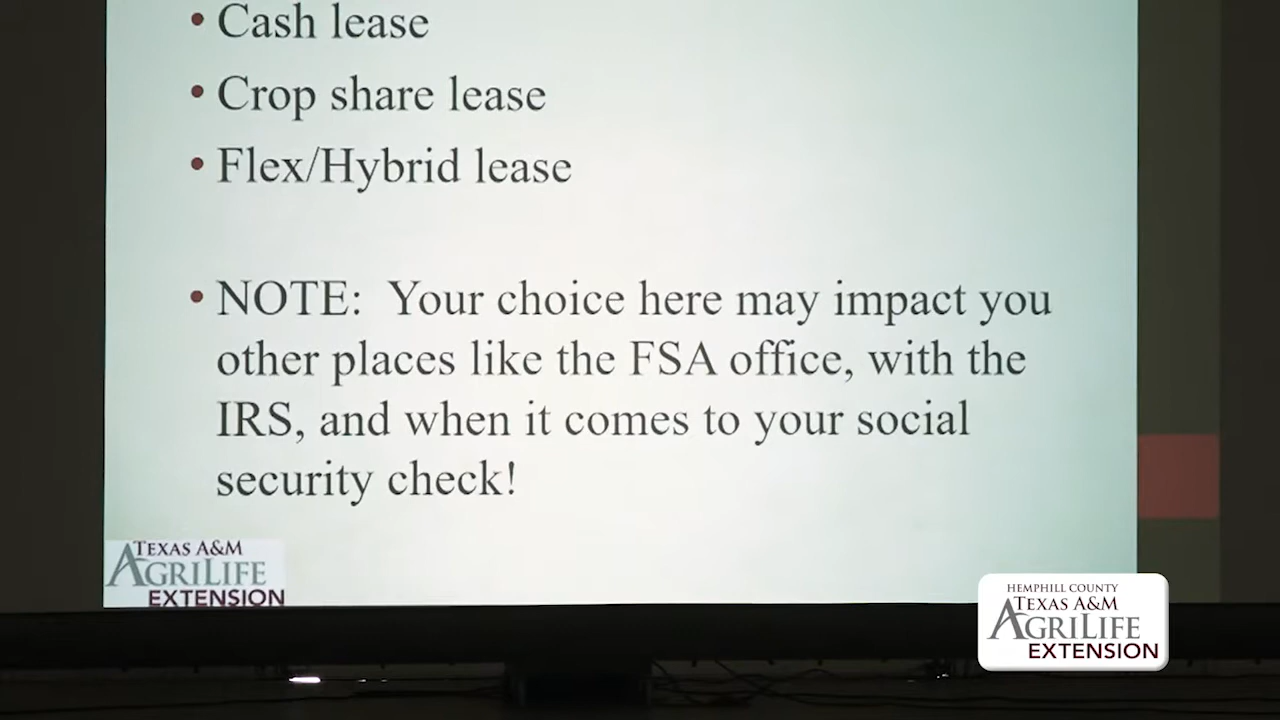 • Cash lease
• Crop share lease
• Flex/Hybrid lease
• NOTE: Your choice here may impact you
other places like the FSA office, with the
IRS, and when it comes to your social
security check!
TEXAS A&M
AGRILIFE
EXTENSION
HEMPHILL COUNTY
TEXAS A&M
AGRILIFE
EXTENSION